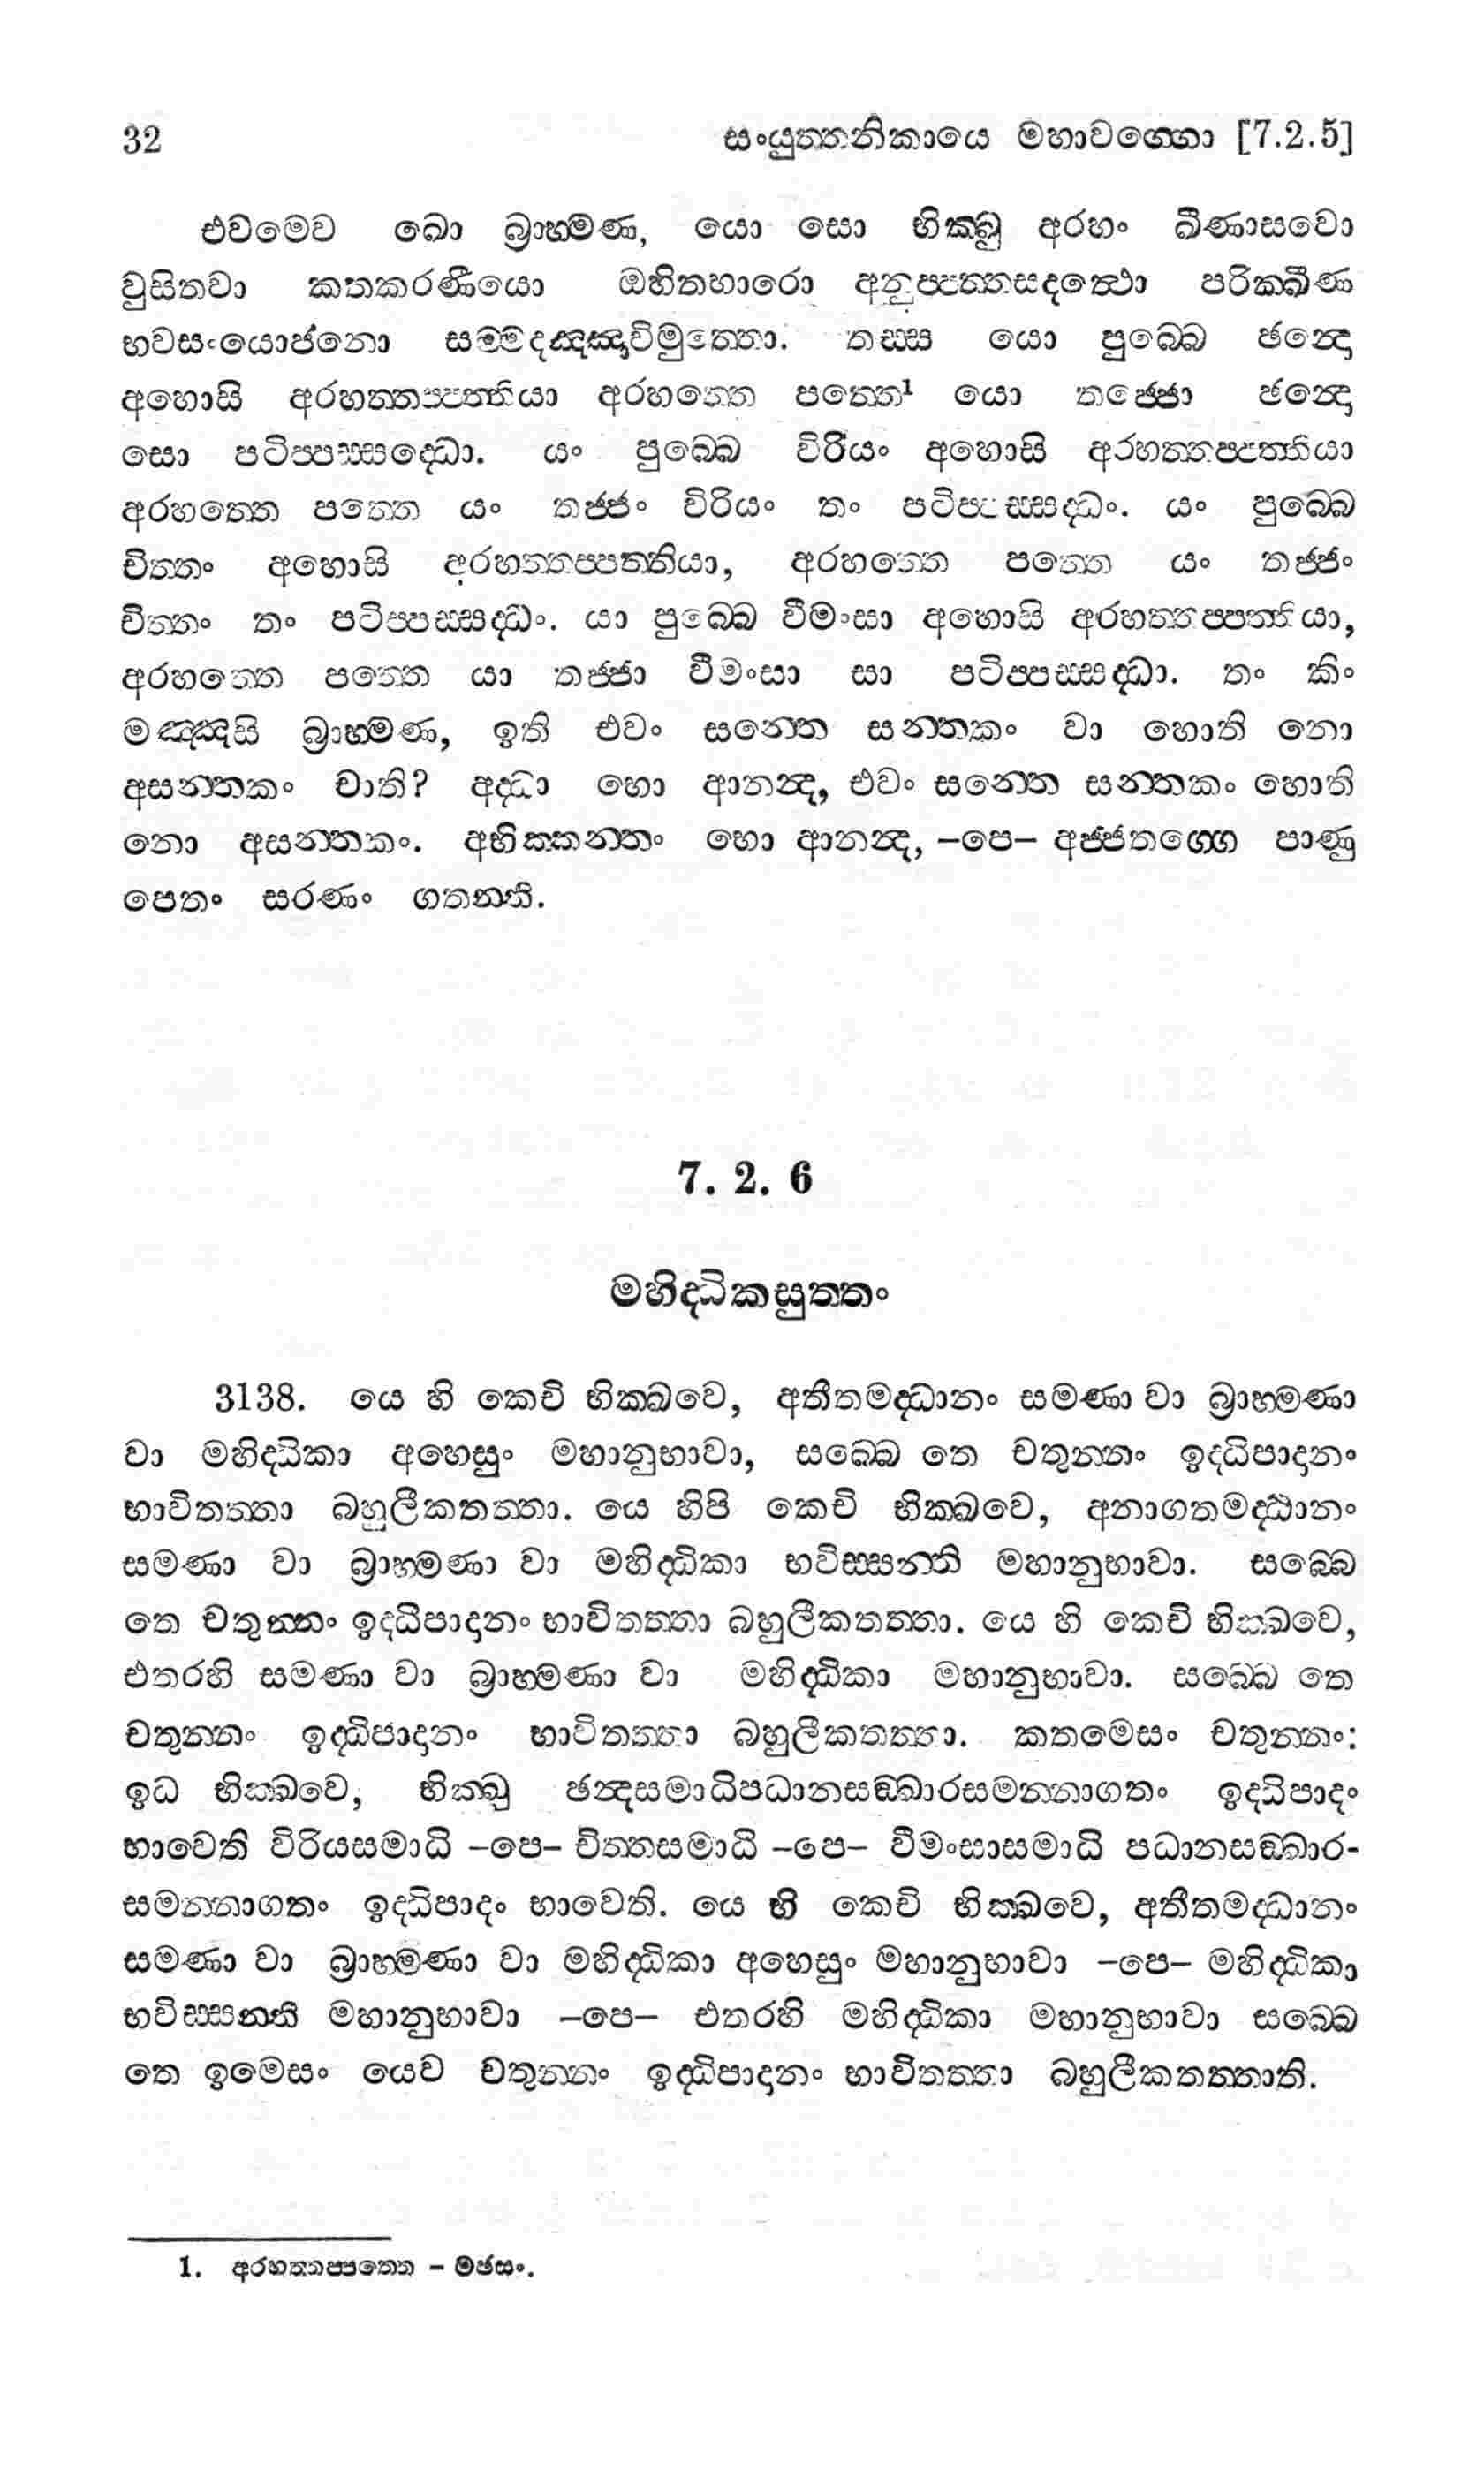 32 සංයුත්තනිකායෙ මහාවග්ගො [7.2.5]
එවමෙව ඛො බ්‍රාහ්මණ, යො සො භික්ඛු අරහං ඛීණාසවො
වුසිතවා කතකරණීයො ඔහිතභාරො අනුප්පත්තසදත්ථො පරික්ඛීණ
භවසංයොජනො සම්මදඤ්ඤාවිමුත්තො. තස්ස යො පුබ්බෙ ඡන්දො
අහොසි අරහත්තප්පත්තියා අරහත්තෙ පත්තෙ1 යො තජ්ජො ඡන්දො
සො පටිප්පස්සද්ධො. යං පුබ්බෙ විරියං අහොසි අරහත්තප්පත්තියා
අරහත්තෙ පත්තෙ යං තජ්ජං විරියං තං පටිප්පස්සද්ධං. යං පුබ්බෙ
චිත්තං අහොසි අරහත්තප්පත්තියා, අරහත්තෙ පත්තෙ යං තජ්ජං
චිත්තං තං පටිප්පස්සද්ධං. යා පුබ්බෙ වීමංසා අහොසි අරහත්තප්පත්තියා,
අරහත්තෙ පත්තෙ යා තජ්ජා වීමංසා සා පටිප්පස්සද්ධා. තං කිං
මඤ්ඤසි බ්‍රාහ්මණ, ඉති එවං සන්තෙ සන්තකං වා හොති නො
අසන්තකං චාති? අද්ධා භො ආනන්ද, එවං සන්තෙ සන්තකං හොති
නො අසන්තකං. අභික්කන්තං භො ආනන්ද, –පෙ– අජ්ජතග්ගෙ පාණු
පෙතං සරණං ගතන්ති.
7. 2. 6
මහිද්ධිකසුත්තං
3138. යෙ හි කෙචි භික්ඛවෙ, අතීතමද්ධානං සමණා වා බ්‍රාහ්මණා
වා මහිද්ධිකා අහෙසුං මහානුභාවා, සබ්බෙ තෙ චතුන්නං ඉද්ධිපාදානං
භාවිතත්තා බහුලීකතත්තා. යෙ හිපි කෙචි භික්ඛවෙ, අනාගතමද්ධානං
සමණා වා බ්‍රාහ්මණා වා මහිද්ධිකා භවිස්සන්ති මහානුභාවා. සබ්බෙ
තෙ චතුන්නං ඉද්ධිපාදානං භාවිතත්තා බහුලීකතත්තා. යෙ හි කෙචි භික්ඛවෙ,
එතරහි සමණා වා බ්‍රාහ්මණා වා මහිද්ධිකා මහානුභාවා. සබ්බෙ තෙ
චතුන්නං ඉද්ධිපාදානං භාවිතත්තා බහුලීකතත්තා. කතමෙසං චතුන්නං:
ඉධ භික්ඛවෙ, භික්ඛු ඡන්දසමාධිපධානසඞ්ඛාරසමන්නාගතං ඉද්ධිපාදං
භාවෙති විරියසමාධි –පෙ– චිත්තසමාධි –පෙ– වීමංසාසමාධි පධානසඞ්ඛාර-
සමන්නාගතං ඉද්ධිපාදං භාවෙති. යෙ භි කෙචි භික්ඛවෙ, අතීතමද්ධානං
සමණා වා බ්‍රාහ්මණා වා මහිද්ධිකා අහෙසුං මහානුභාවා –පෙ– මහිද්ධිකා
භවිස්සන්ති මහානුභාවා –පෙ– එතරහි මහිද්ධිකා මහානුභාවා සබ්බෙ
තෙ ඉමෙසං යෙව චතුන්නං ඉද්ධිපාදානං භාවිතත්තා බහුලීකතත්තාති.
1. අරහත්තප්පත්තෙ - මඡසං.